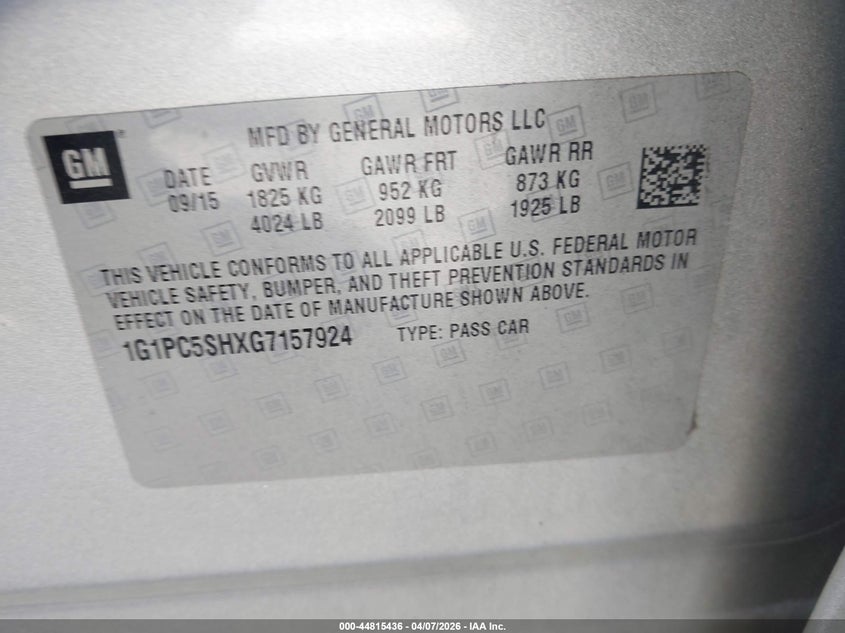 GM
MFD BY GENERAL MOTORS LLC
DATE GVWR GAWR FRT GAWR RR
09/15 1825 KG 952 KG 873 KG
4024 LB 2099 LB 1925 LB
THIS VEHICLE CONFORMS TO ALL APPLICABLE U.S. FEDERAL MOTOR
VEHICLE SAFETY, BUMPER, AND THEFT PREVENTION STANDARDS IN
EFFECT ON THE DATE OF MANUFACTURE SHOWN ABOVE.
1G1PC5SHXG7157924 TYPE: PASS CAR
000-44815436 - 04/07/2026 - IAA Inc.